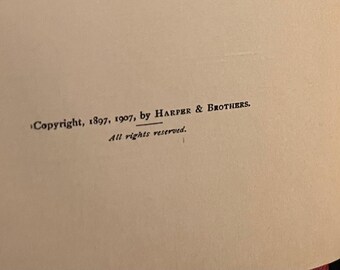 Copyright, 1897, 1907, by HARPER & BROTHERS.
All rights reserved.